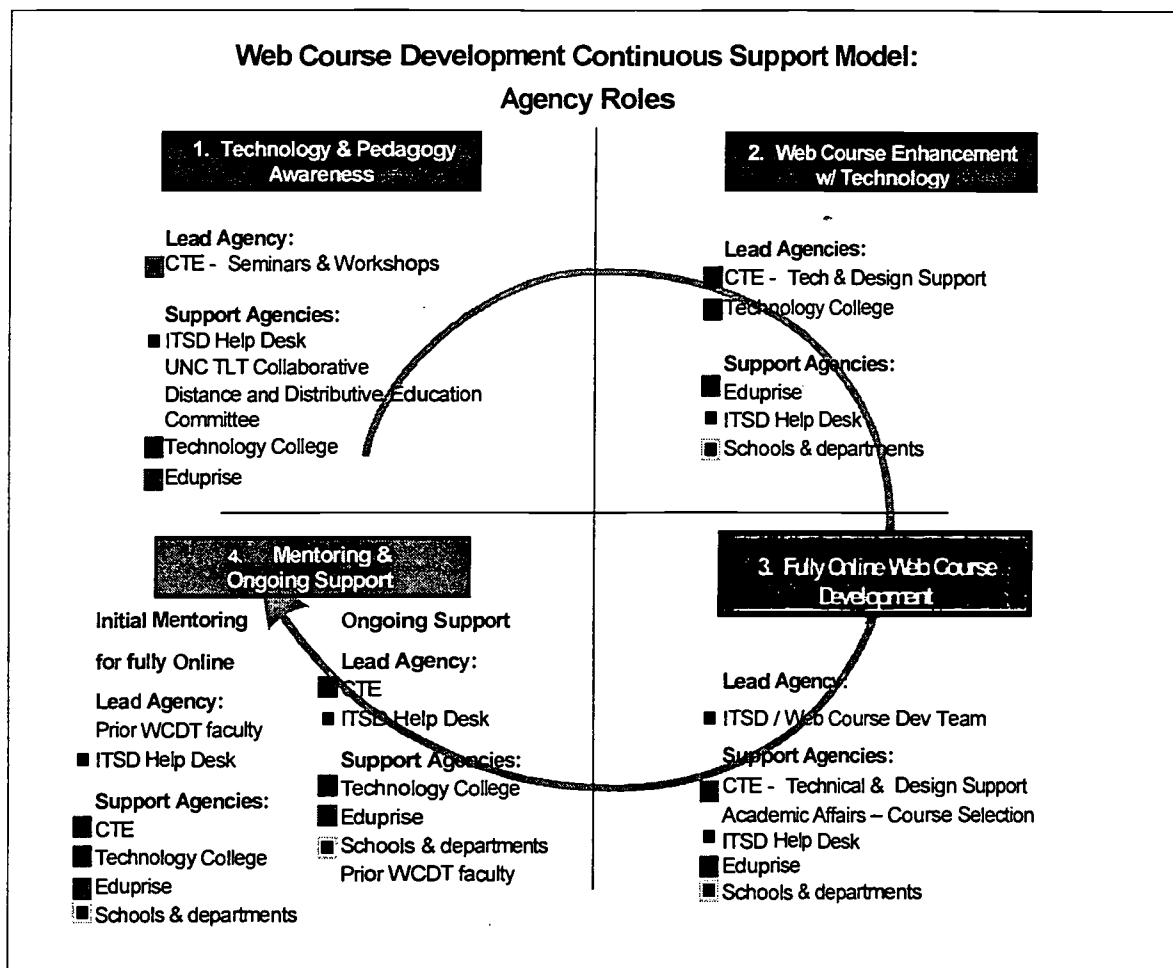 Web Course Development Continuous Support Model:
Agency Roles
1. Technology & Pedagogy
Awareness
Lead Agency:
CTE - Seminars & Workshops
Support Agencies:
ITSD Help Desk
UNC TLT Collaborative
Distance and Distributive Education
Committee
Technology College
Eduprise
2. Web Course Enhancement
w/ Technology
Lead Agencies:
CTE - Tech & Design Support
Technology College
Support Agencies:
Eduprise
ITSD Help Desk
Schools & departments
3. Fully Online Web Course
Development
Lead Agency:
ITSD / Web Course Dev Team
Support Agencies:
CTE - Technical & Design Support
Academic Affairs – Course Selection
ITSD Help Desk
Eduprise
Schools & departments
4. Mentoring &
Ongoing Support
Initial Mentoring
for fully Online
Lead Agency:
Prior WCDT faculty
ITSD Help Desk
Support Agencies:
CTE
Technology College
Eduprise
Schools & departments
Ongoing Support
Lead Agency:
CTE
ITSD Help Desk
Support Agencies:
Technology College
Eduprise
Schools & departments
Prior WCDT faculty